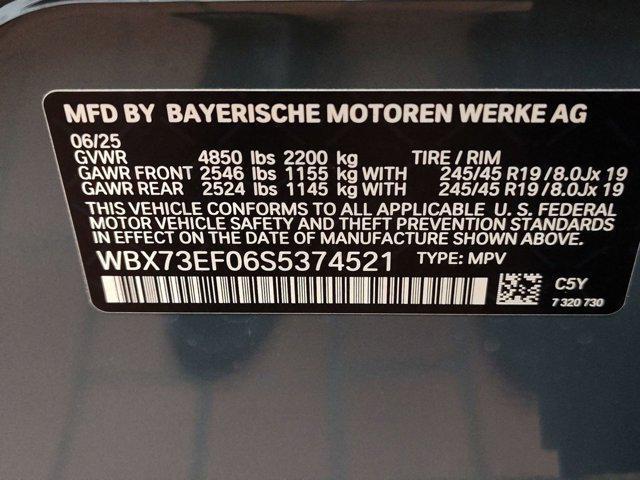 MFD BY BAYERISCHE MOTOREN WERKE AG
06/25
GVWR 4850 lbs 2200 kg TIRE / RIM
GAWR FRONT 2546 lbs 1155 kg WITH 245/45 R19 / 8.0Jx 19
GAWR REAR 2524 lbs 1145 kg WITH 245/45 R19 / 8.0Jx 19
THIS VEHICLE CONFORMS TO ALL APPLICABLE U. S. FEDERAL
MOTOR VEHICLE SAFETY AND THEFT PREVENTION STANDARDS
IN EFFECT ON THE DATE OF MANUFACTURE SHOWN ABOVE.
WBX73EF06S5374521 TYPE: MPV
C5Y
7 320 730